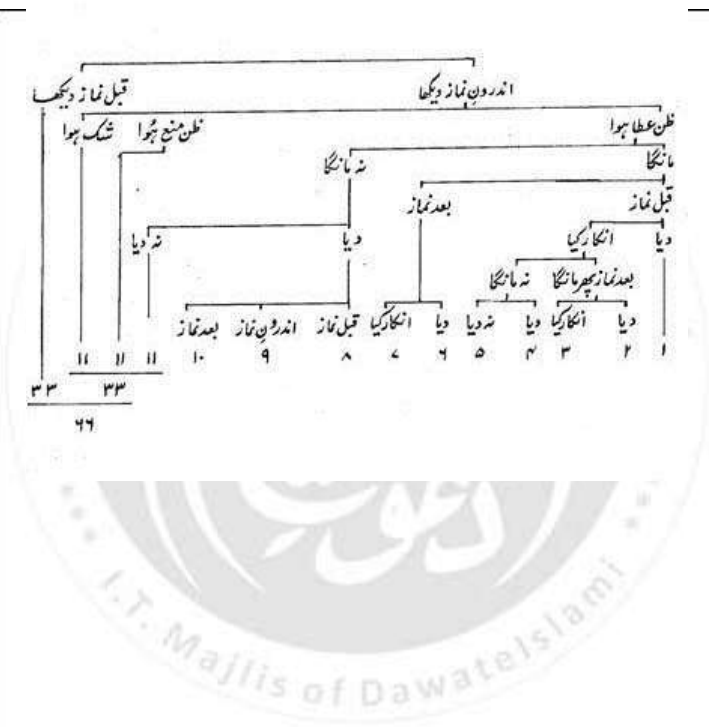 اندرونِ نماز دیکھا قبل نماز دیکھا
ظن عطا ہوا ظن منع ہُوا شک ہوا
مانگا نہ مانگا
قبل نماز بعد نماز
دیا انکار کیا دیا نہ دیا
بعد نماز پھر مانگا نہ مانگا
دیا انکار کیا دیا نہ دیا دیا انکار کیا قبل نماز اندرونِ نماز بعد نماز
۱ ۲ ۳ ۴ ۵ ۶ ۷ ۸ ۹ ۱۰ ۱۱ ۱۱ ۱۱
۳۳ ۳۳
۶۶
I.T. Majlis of DawateIslami